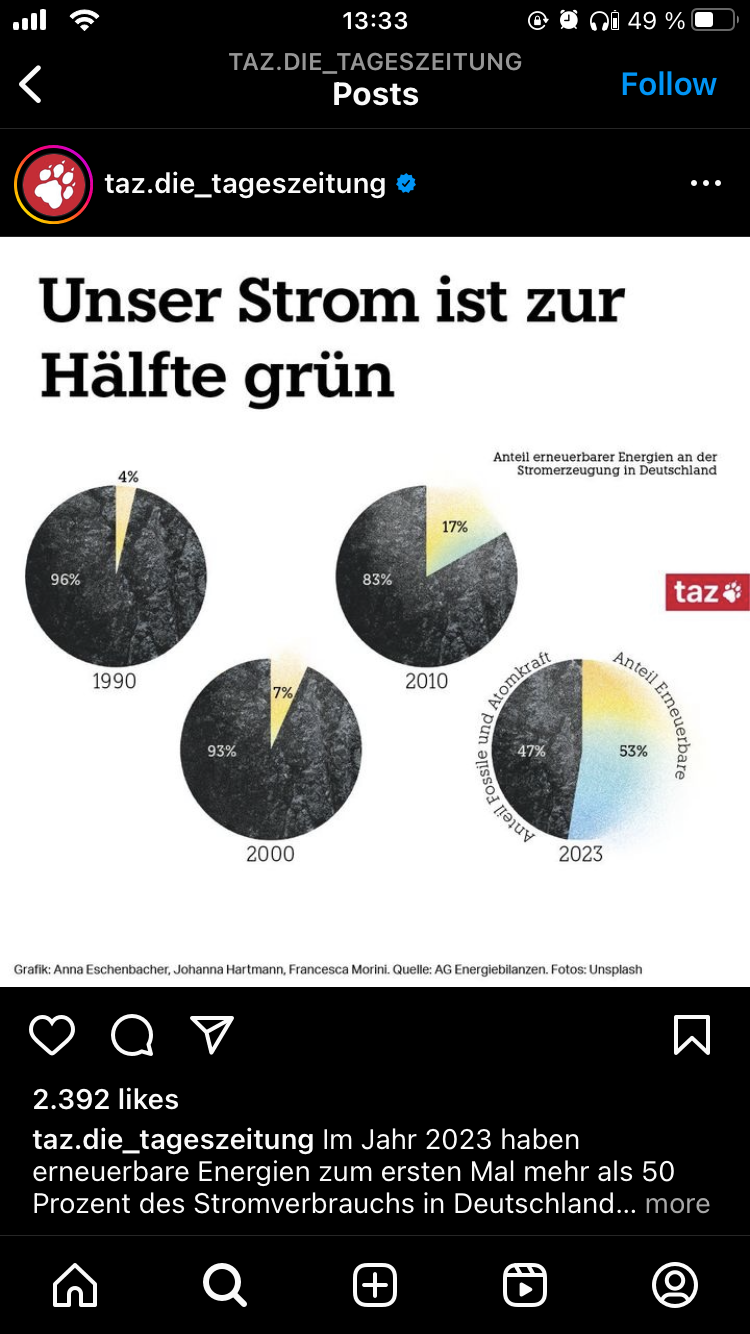 13:33
49 %
TAZ.DIE_TAGESZEITUNG
Posts
Follow
taz.die_tageszeitung
Unser Strom ist zur
Hälfte grün
Anteil erneuerbarer Energien an der
Stromerzeugung in Deutschland
4%
96%
1990
17%
83%
2010
taz
7%
93%
2000
Anteil Fossile und Atomkraft
Anteil Erneuerbare
47%
53%
2023
Grafik: Anna Eschenbacher, Johanna Hartmann, Francesca Morini. Quelle: AG Energiebilanzen. Fotos: Unsplash
2.392 likes
taz.die_tageszeitung Im Jahr 2023 haben
erneuerbare Energien zum ersten Mal mehr als 50
Prozent des Stromverbrauchs in Deutschland... more